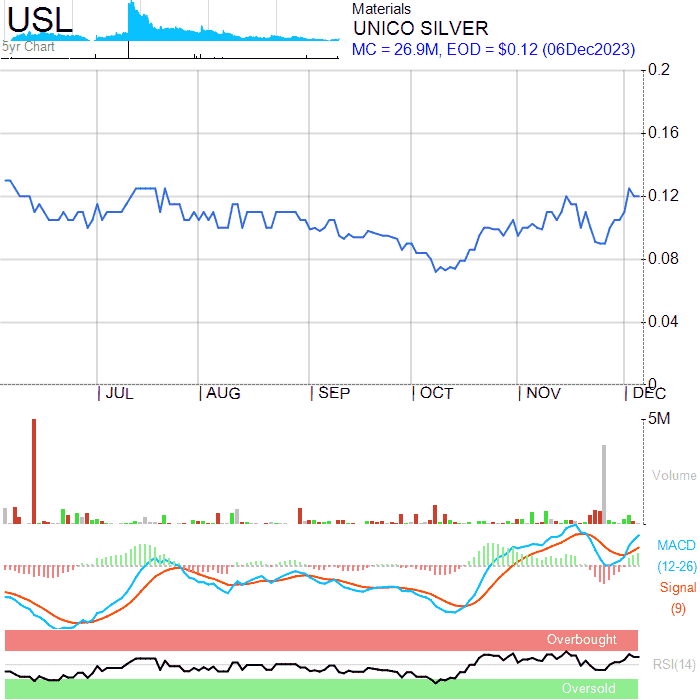 USL
5yr Chart
Materials
UNICO SILVER
MC = 26.9M, EOD = $0.12 (06Dec2023)
0.2
0.16
0.12
0.08
0.04
0
JUL AUG SEP OCT NOV DEC
5M
Volume
MACD
(12-26)
Signal
(9)
Overbought
RSI(14)
Oversold